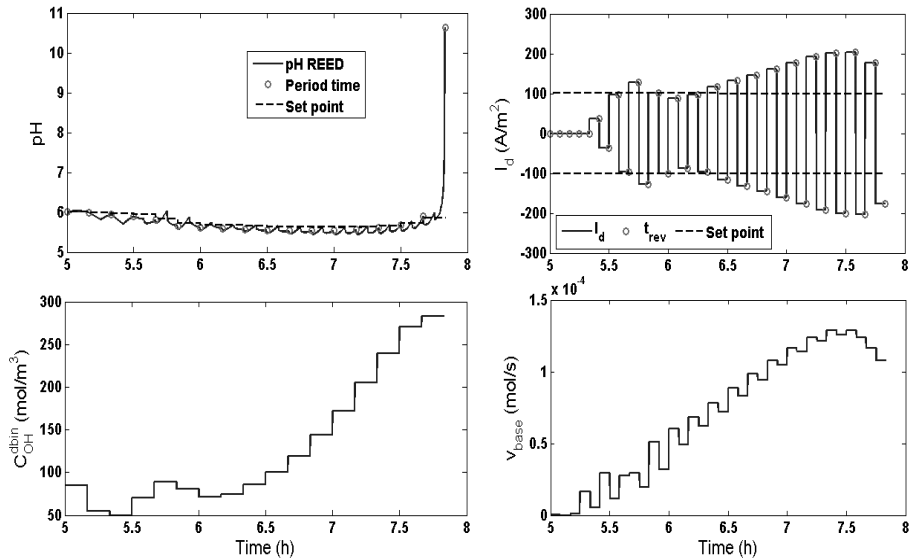 11
10
9
8
7
6
5
pH
pH REED
Period time
Set point
5 5.5 6 6.5 7 7.5 8
300
200
100
0
-100
-200
-300
I_d (A/m²)
I_d t_rev Set point
5 5.5 6 6.5 7 7.5 8
300
250
200
150
100
50
C_OH^dbin (mol/m³)
5 5.5 6 6.5 7 7.5 8
Time (h)
x 10⁻⁴
1.5
1
0.5
0
v_base (mol/s)
5 5.5 6 6.5 7 7.5 8
Time (h)